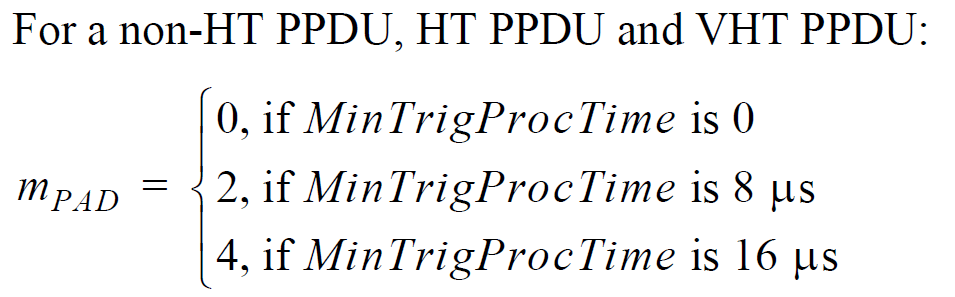 For a non-HT PPDU, HT PPDU and VHT PPDU:
0, if MinTrigProcTime is 0
m_PAD = { 2, if MinTrigProcTime is 8 μs
4, if MinTrigProcTime is 16 μs